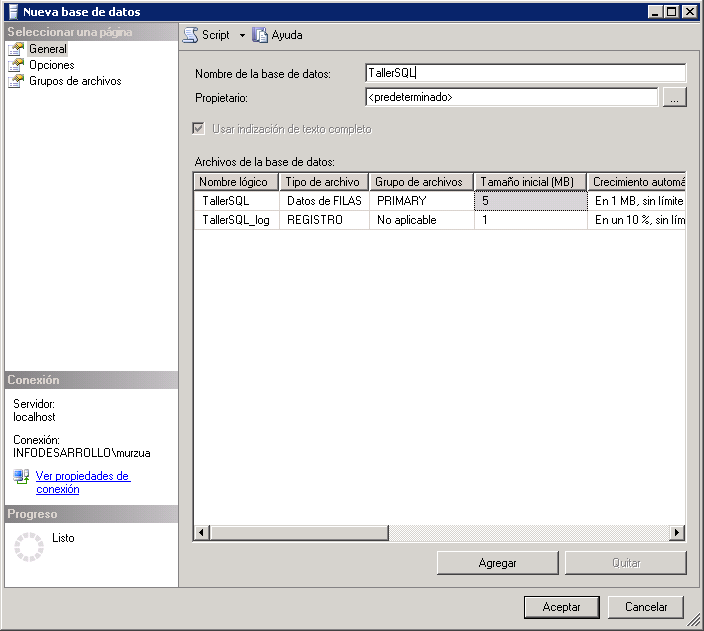 Nueva base de datos
Seleccionar una página
General
Opciones
Grupos de archivos
Script
Ayuda
Nombre de la base de datos: TallerSQL
Propietario: <predeterminado> ...
Usar indización de texto completo
Archivos de la base de datos:
Nombre lógico Tipo de archivo Grupo de archivos Tamaño inicial (MB) Crecimiento automá
TallerSQL Datos de FILAS PRIMARY 5 En 1 MB, sin límite
TallerSQL_log REGISTRO No aplicable 1 En un 10 %, sin lím
Conexión
Servidor:
localhost
Conexión:
INFODESARROLLO\murzua
Ver propiedades de
conexión
Progreso
Listo
Agregar Quitar
Aceptar Cancelar